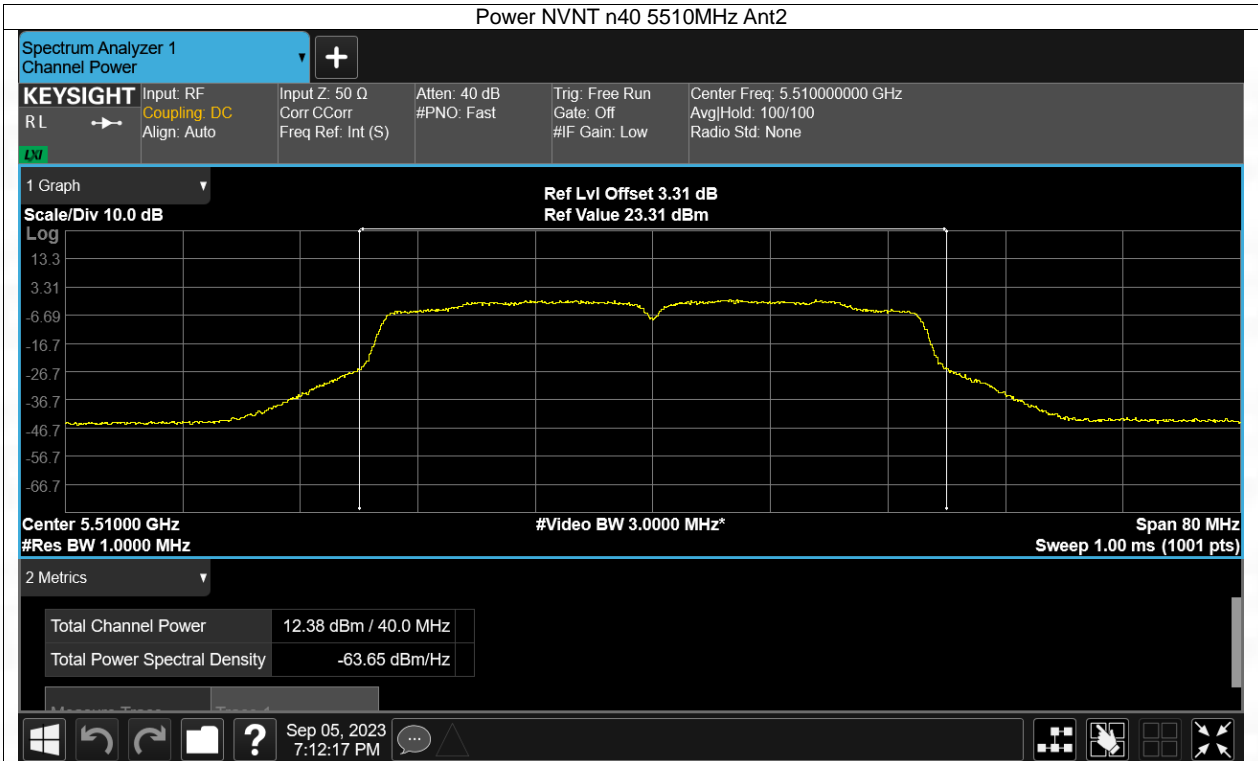 Power NVNT n40 5510MHz Ant2
Spectrum Analyzer 1
Channel Power
KEYSIGHT
R L
LXI
Input: RF
Coupling: DC
Align: Auto
Input Z: 50 Ω
Corr CCorr
Freq Ref: Int (S)
Atten: 40 dB
#PNO: Fast
Trig: Free Run
Gate: Off
#IF Gain: Low
Center Freq: 5.510000000 GHz
Avg|Hold: 100/100
Radio Std: None
1 Graph
Scale/Div 10.0 dB
Ref Lvl Offset 3.31 dB
Ref Value 23.31 dBm
Log
13.3
3.31
-6.69
-16.7
-26.7
-36.7
-46.7
-56.7
-66.7
Center 5.51000 GHz
#Video BW 3.0000 MHz*
Span 80 MHz
#Res BW 1.0000 MHz
Sweep 1.00 ms (1001 pts)
2 Metrics
Total Channel Power 12.38 dBm / 40.0 MHz
Total Power Spectral Density -63.65 dBm/Hz
Sep 05, 2023
7:12:17 PM